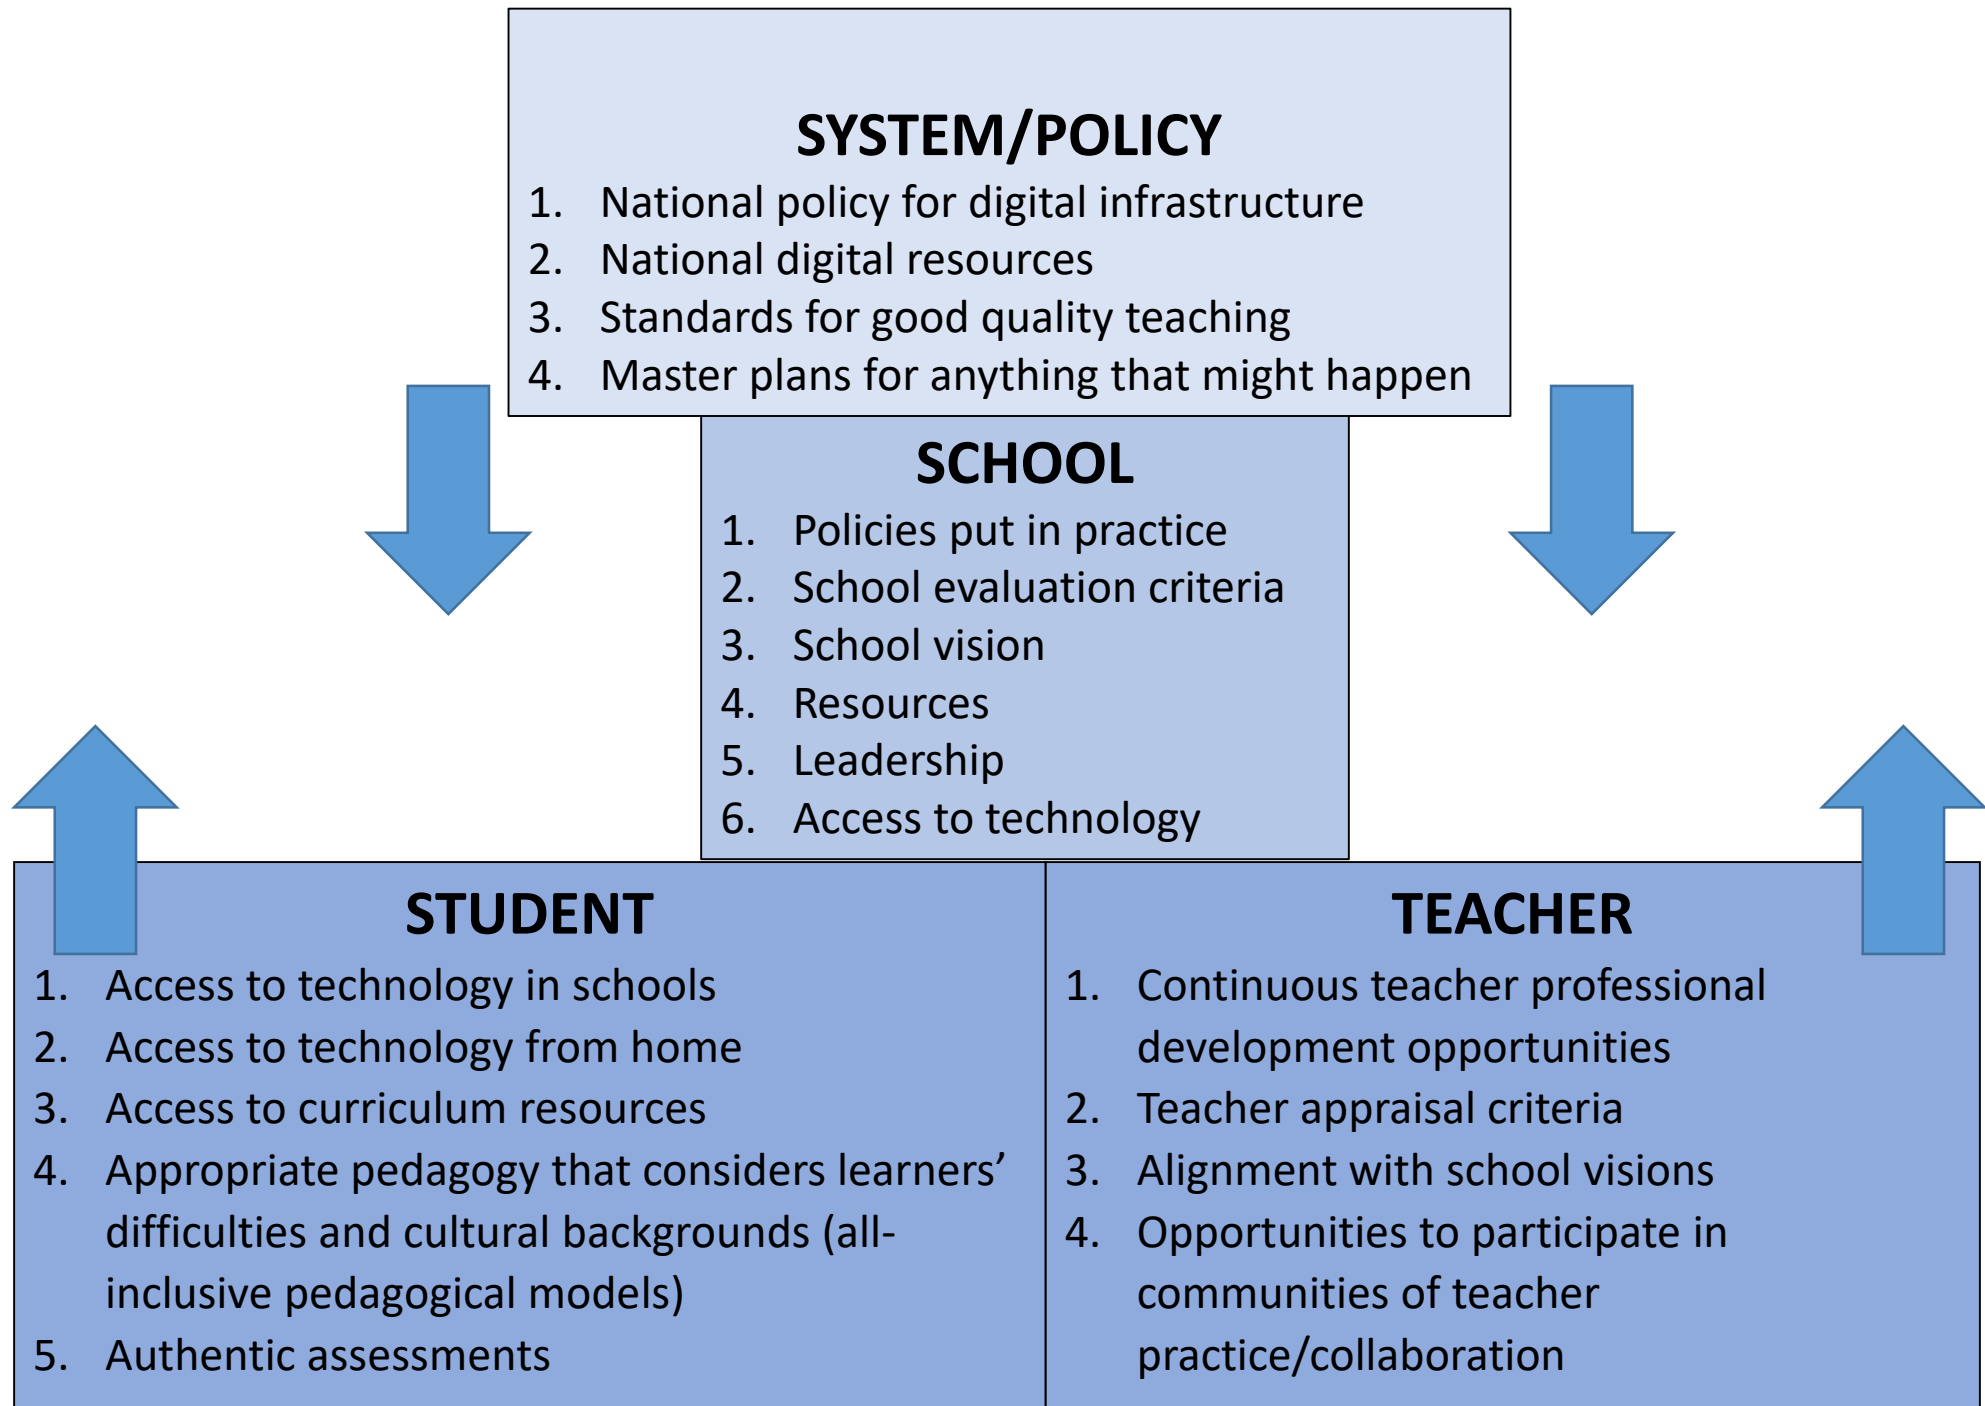 SYSTEM/POLICY
1. National policy for digital infrastructure
2. National digital resources
3. Standards for good quality teaching
4. Master plans for anything that might happen
SCHOOL
1. Policies put in practice
2. School evaluation criteria
3. School vision
4. Resources
5. Leadership
6. Access to technology
STUDENT
1. Access to technology in schools
2. Access to technology from home
3. Access to curriculum resources
4. Appropriate pedagogy that considers learners’
difficulties and cultural backgrounds (all-
inclusive pedagogical models)
5. Authentic assessments
TEACHER
1. Continuous teacher professional
development opportunities
2. Teacher appraisal criteria
3. Alignment with school visions
4. Opportunities to participate in
communities of teacher
practice/collaboration